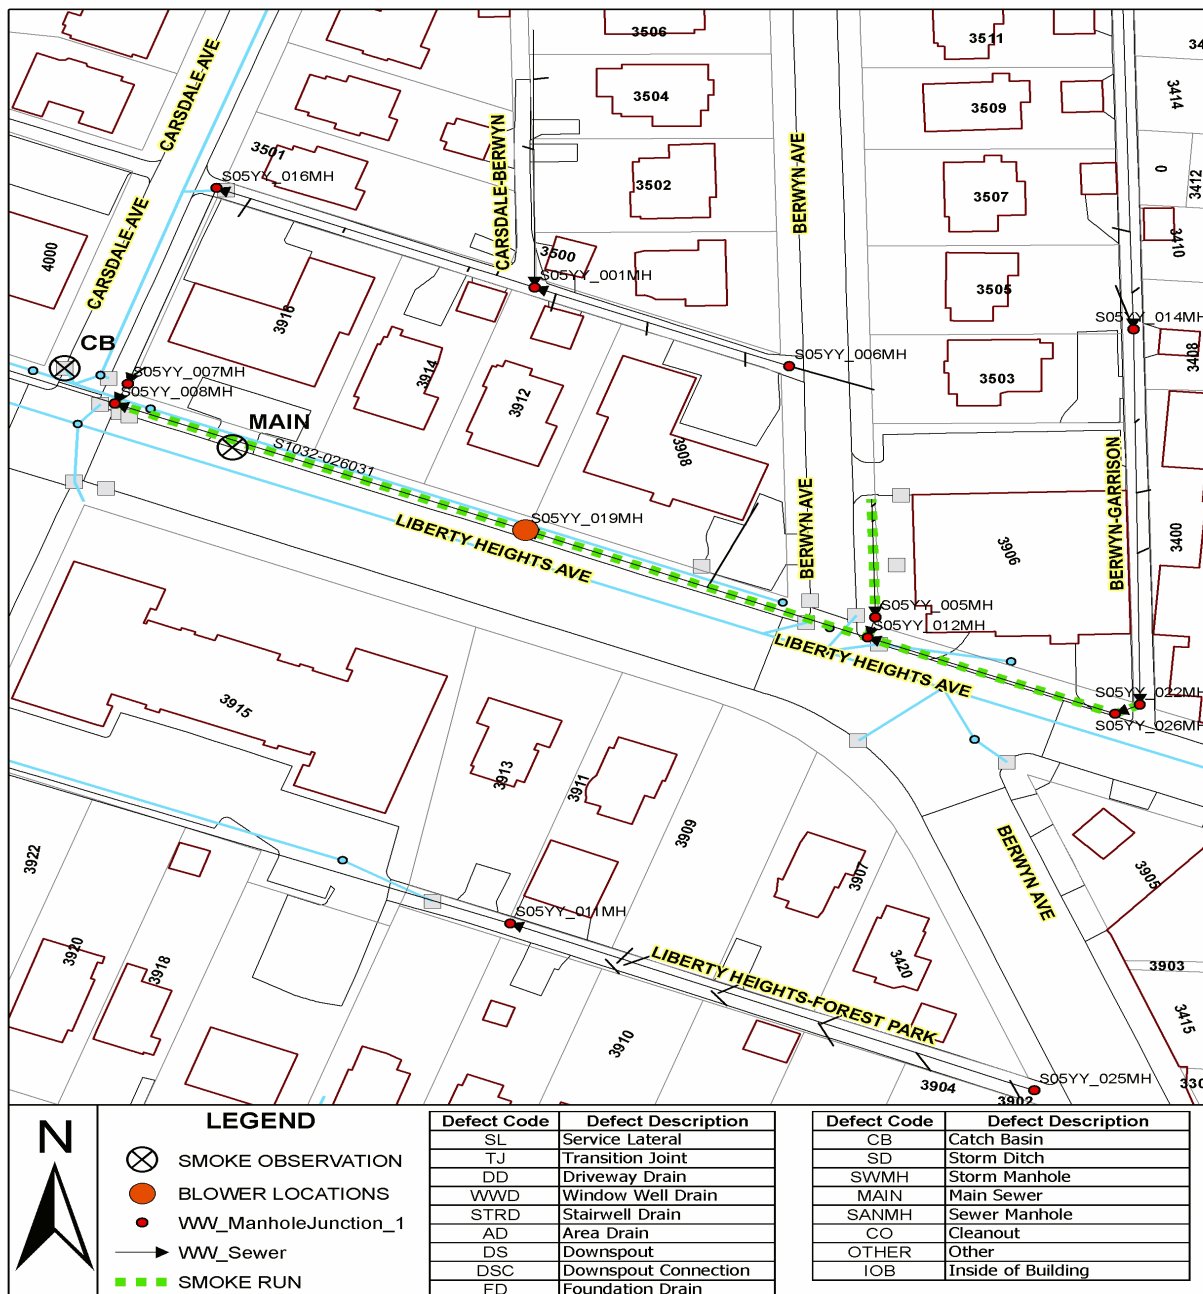 3506
3511
34
CARSDALE AVE
3504
3509
3414
3501
CARSDALE-BERWYN
BERWYN AVE
0
3412
S05YY_016MH
3502
3507
CARSDALE AVE
4000
3500
3410
S05YY_001MH
3505
3916
S05YY_014MH
CB
S05YY_006MH
3408
S05YY_007MH
3914
3503
S05YY_008MH
3912
MAIN
3908
S1032-026031
BERWYN-GARRISON
BERWYN AVE
S05YY_019MH
LIBERTY HEIGHTS AVE
3906
3400
S05YY_005MH
S05YY_012MH
LIBERTY HEIGHTS AVE
S05YY_022MH
3915
S05YY_026MH
3913
3911
3909
3922
3907
BERWYN AVE
3905
S05YY_011MH
3920
3918
LIBERTY HEIGHTS-FOREST PARK
3420
3903
3910
3415
S05YY_025MH
3904
330
3902
N
LEGEND
SMOKE OBSERVATION
BLOWER LOCATIONS
WW_ManholeJunction_1
WW_Sewer
SMOKE RUN
Defect Code Defect Description
SL Service Lateral
TJ Transition Joint
DD Driveway Drain
WWD Window Well Drain
STRD Stairwell Drain
AD Area Drain
DS Downspout
DSC Downspout Connection
FD Foundation Drain
Defect Code Defect Description
CB Catch Basin
SD Storm Ditch
SWMH Storm Manhole
MAIN Main Sewer
SANMH Sewer Manhole
CO Cleanout
OTHER Other
IOB Inside of Building